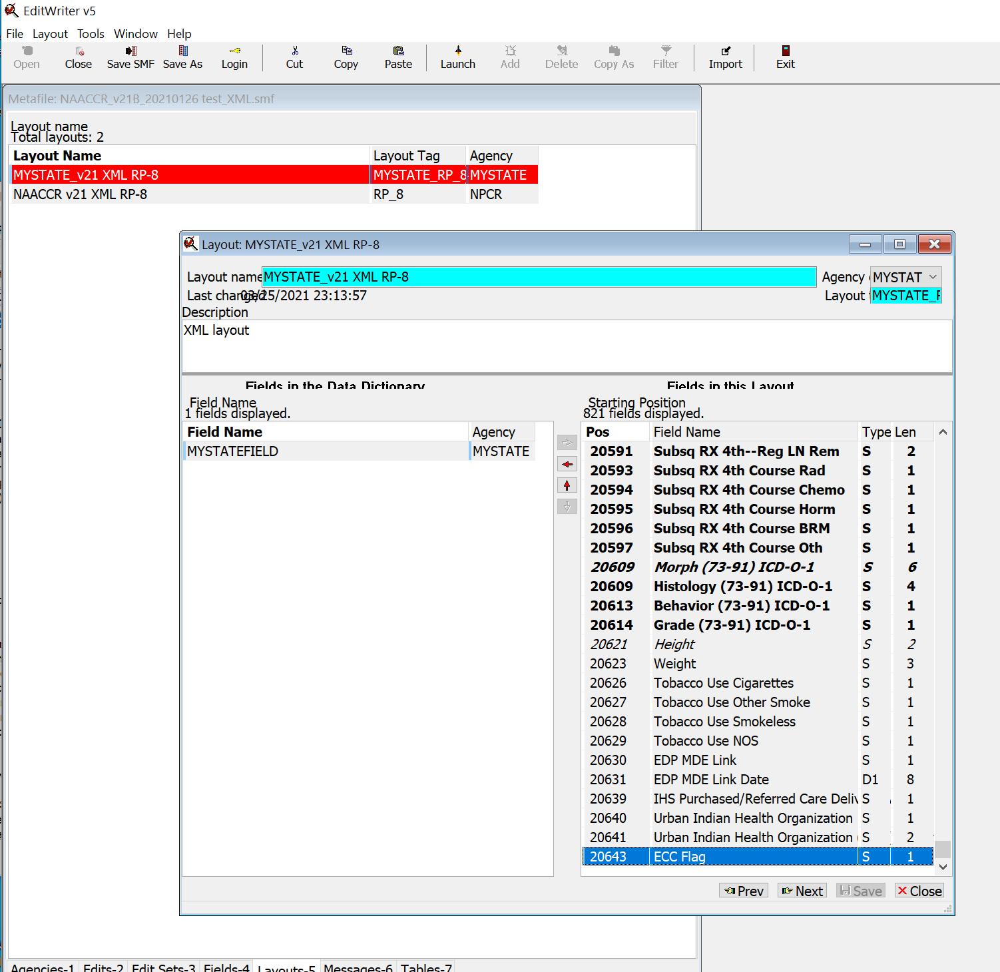 EditWriter v5
File Layout Tools Window Help
Open Close Save SMF Save As Login Cut Copy Paste Launch Add Delete Copy As Filter Import Exit
Metafile: NAACCR_v21B_20210126 test_XML.smf
Layout name
Total layouts: 2
Layout Name Layout Tag Agency
MYSTATE_v21 XML RP-8 MYSTATE_RP_8 MYSTATE
NAACCR v21 XML RP-8 RP_8 NPCR
Layout: MYSTATE_v21 XML RP-8
Layout name MYSTATE_v21 XML RP-8 Agency MYSTAT
Last changed 03/25/2021 23:13:57 Layout MYSTATE_R
Description
XML layout
Fields in the Data Dictionary Fields in this Layout
Field Name Starting Position
1 fields displayed. 821 fields displayed.
Field Name Agency Pos Field Name Type Len
MYSTATEFIELD MYSTATE 20591 Subsq RX 4th--Reg LN Rem S 2
20593 Subsq RX 4th Course Rad S 1
20594 Subsq RX 4th Course Chemo S 1
20595 Subsq RX 4th Course Horm S 1
20596 Subsq RX 4th Course BRM S 1
20597 Subsq RX 4th Course Oth S 1
20609 Morph (73-91) ICD-O-1 S 6
20609 Histology (73-91) ICD-O-1 S 4
20613 Behavior (73-91) ICD-O-1 S 1
20614 Grade (73-91) ICD-O-1 S 1
20621 Height S 2
20623 Weight S 3
20626 Tobacco Use Cigarettes S 1
20627 Tobacco Use Other Smoke S 1
20628 Tobacco Use Smokeless S 1
20629 Tobacco Use NOS S 1
20630 EDP MDE Link S 1
20631 EDP MDE Link Date D1 8
20639 IHS Purchased/Referred Care Deliv S 1
20640 Urban Indian Health Organization S 1
20641 Urban Indian Health Organization ( S 2
20643 ECC Flag S 1
Prev Next Save Close
Agencies-1 Edits-2 Edit Sets-3 Fields-4 Layouts-5 Messages-6 Tables-7